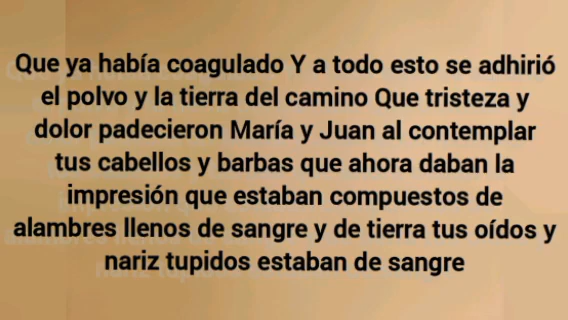 Que ya había coagulado Y a todo esto se adhirió
el polvo y la tierra del camino Que tristeza y
dolor padecieron María y Juan al contemplar
tus cabellos y barbas que ahora daban la
impresión que estaban compuestos de
alambres llenos de sangre y de tierra tus oídos y
nariz tupidos estaban de sangre